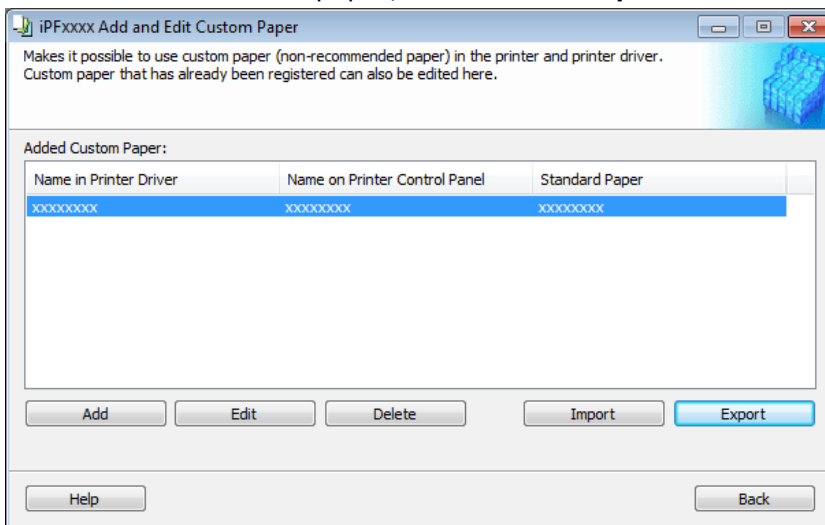 iPFxxxx Add and Edit Custom Paper
Makes it possible to use custom paper (non-recommended paper) in the printer and printer driver.
Custom paper that has already been registered can also be edited here.
Added Custom Paper:
Name in Printer Driver Name on Printer Control Panel Standard Paper
xxxxxxxx xxxxxxxx xxxxxxxx
Add Edit Delete Import Export
Help Back